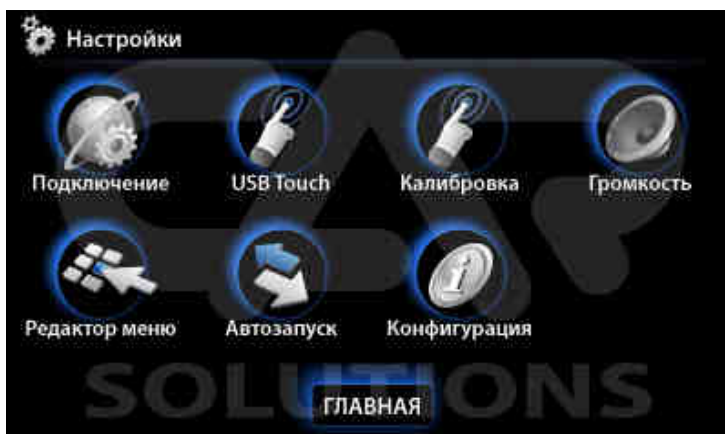 Настройки
Подключение USB Touch Калибровка Громкость
Редактор меню Автозапуск Конфигурация
SOLUTIONS
ГЛАВНАЯ